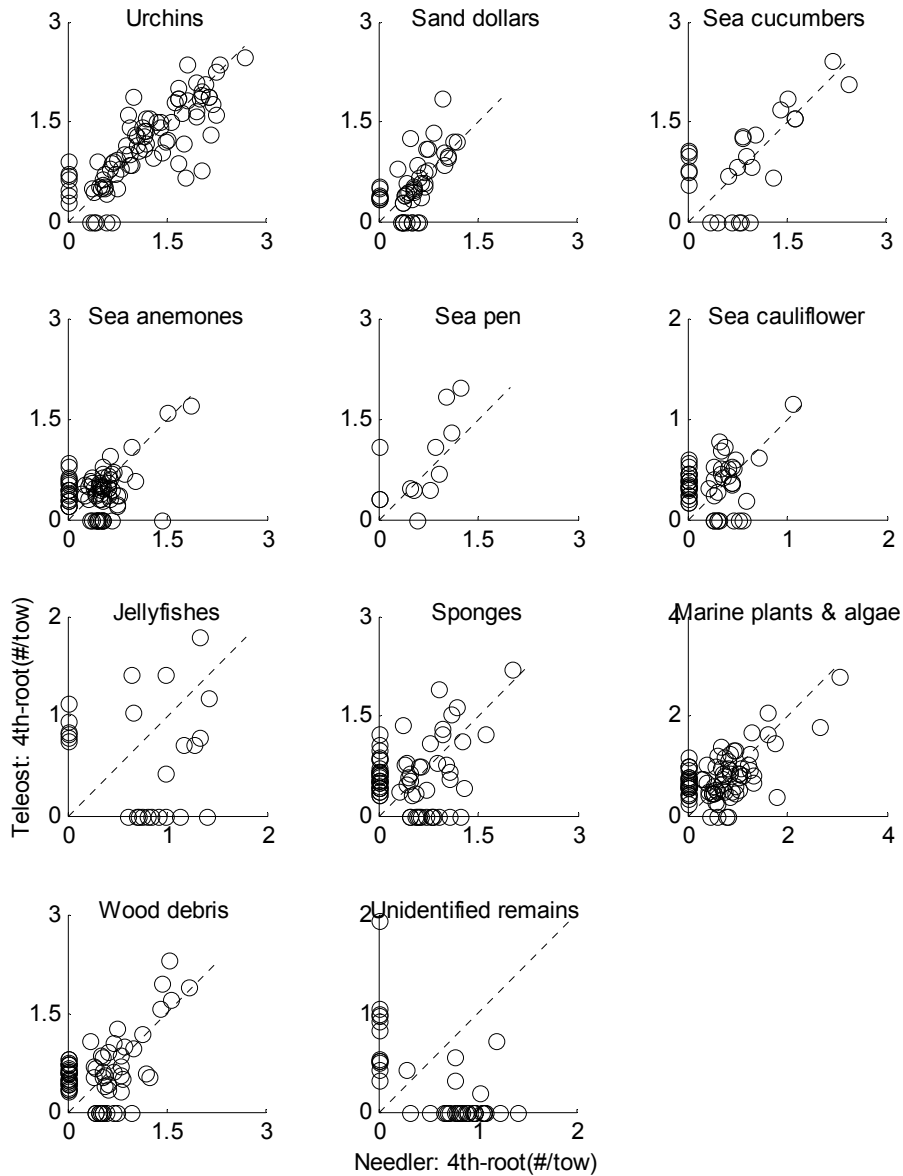 Urchins
3
1.5
0
0 1.5 3
Sand dollars
3
1.5
0
0 1.5 3
Sea cucumbers
3
1.5
0
0 1.5 3
Sea anemones
3
1.5
0
0 1.5 3
Sea pen
3
1.5
0
0 1.5 3
Sea cauliflower
2
1
0
0 1 2
Jellyfishes
2
1
0
0 1 2
Sponges
3
1.5
0
0 1.5 3
Marine plants & algae
4
2
0
0 2 4
Wood debris
3
1.5
0
0 1.5 3
Unidentified remains
2
1
0
0 1 2
Teleost: 4th-root(#/tow)
Needler: 4th-root(#/tow)